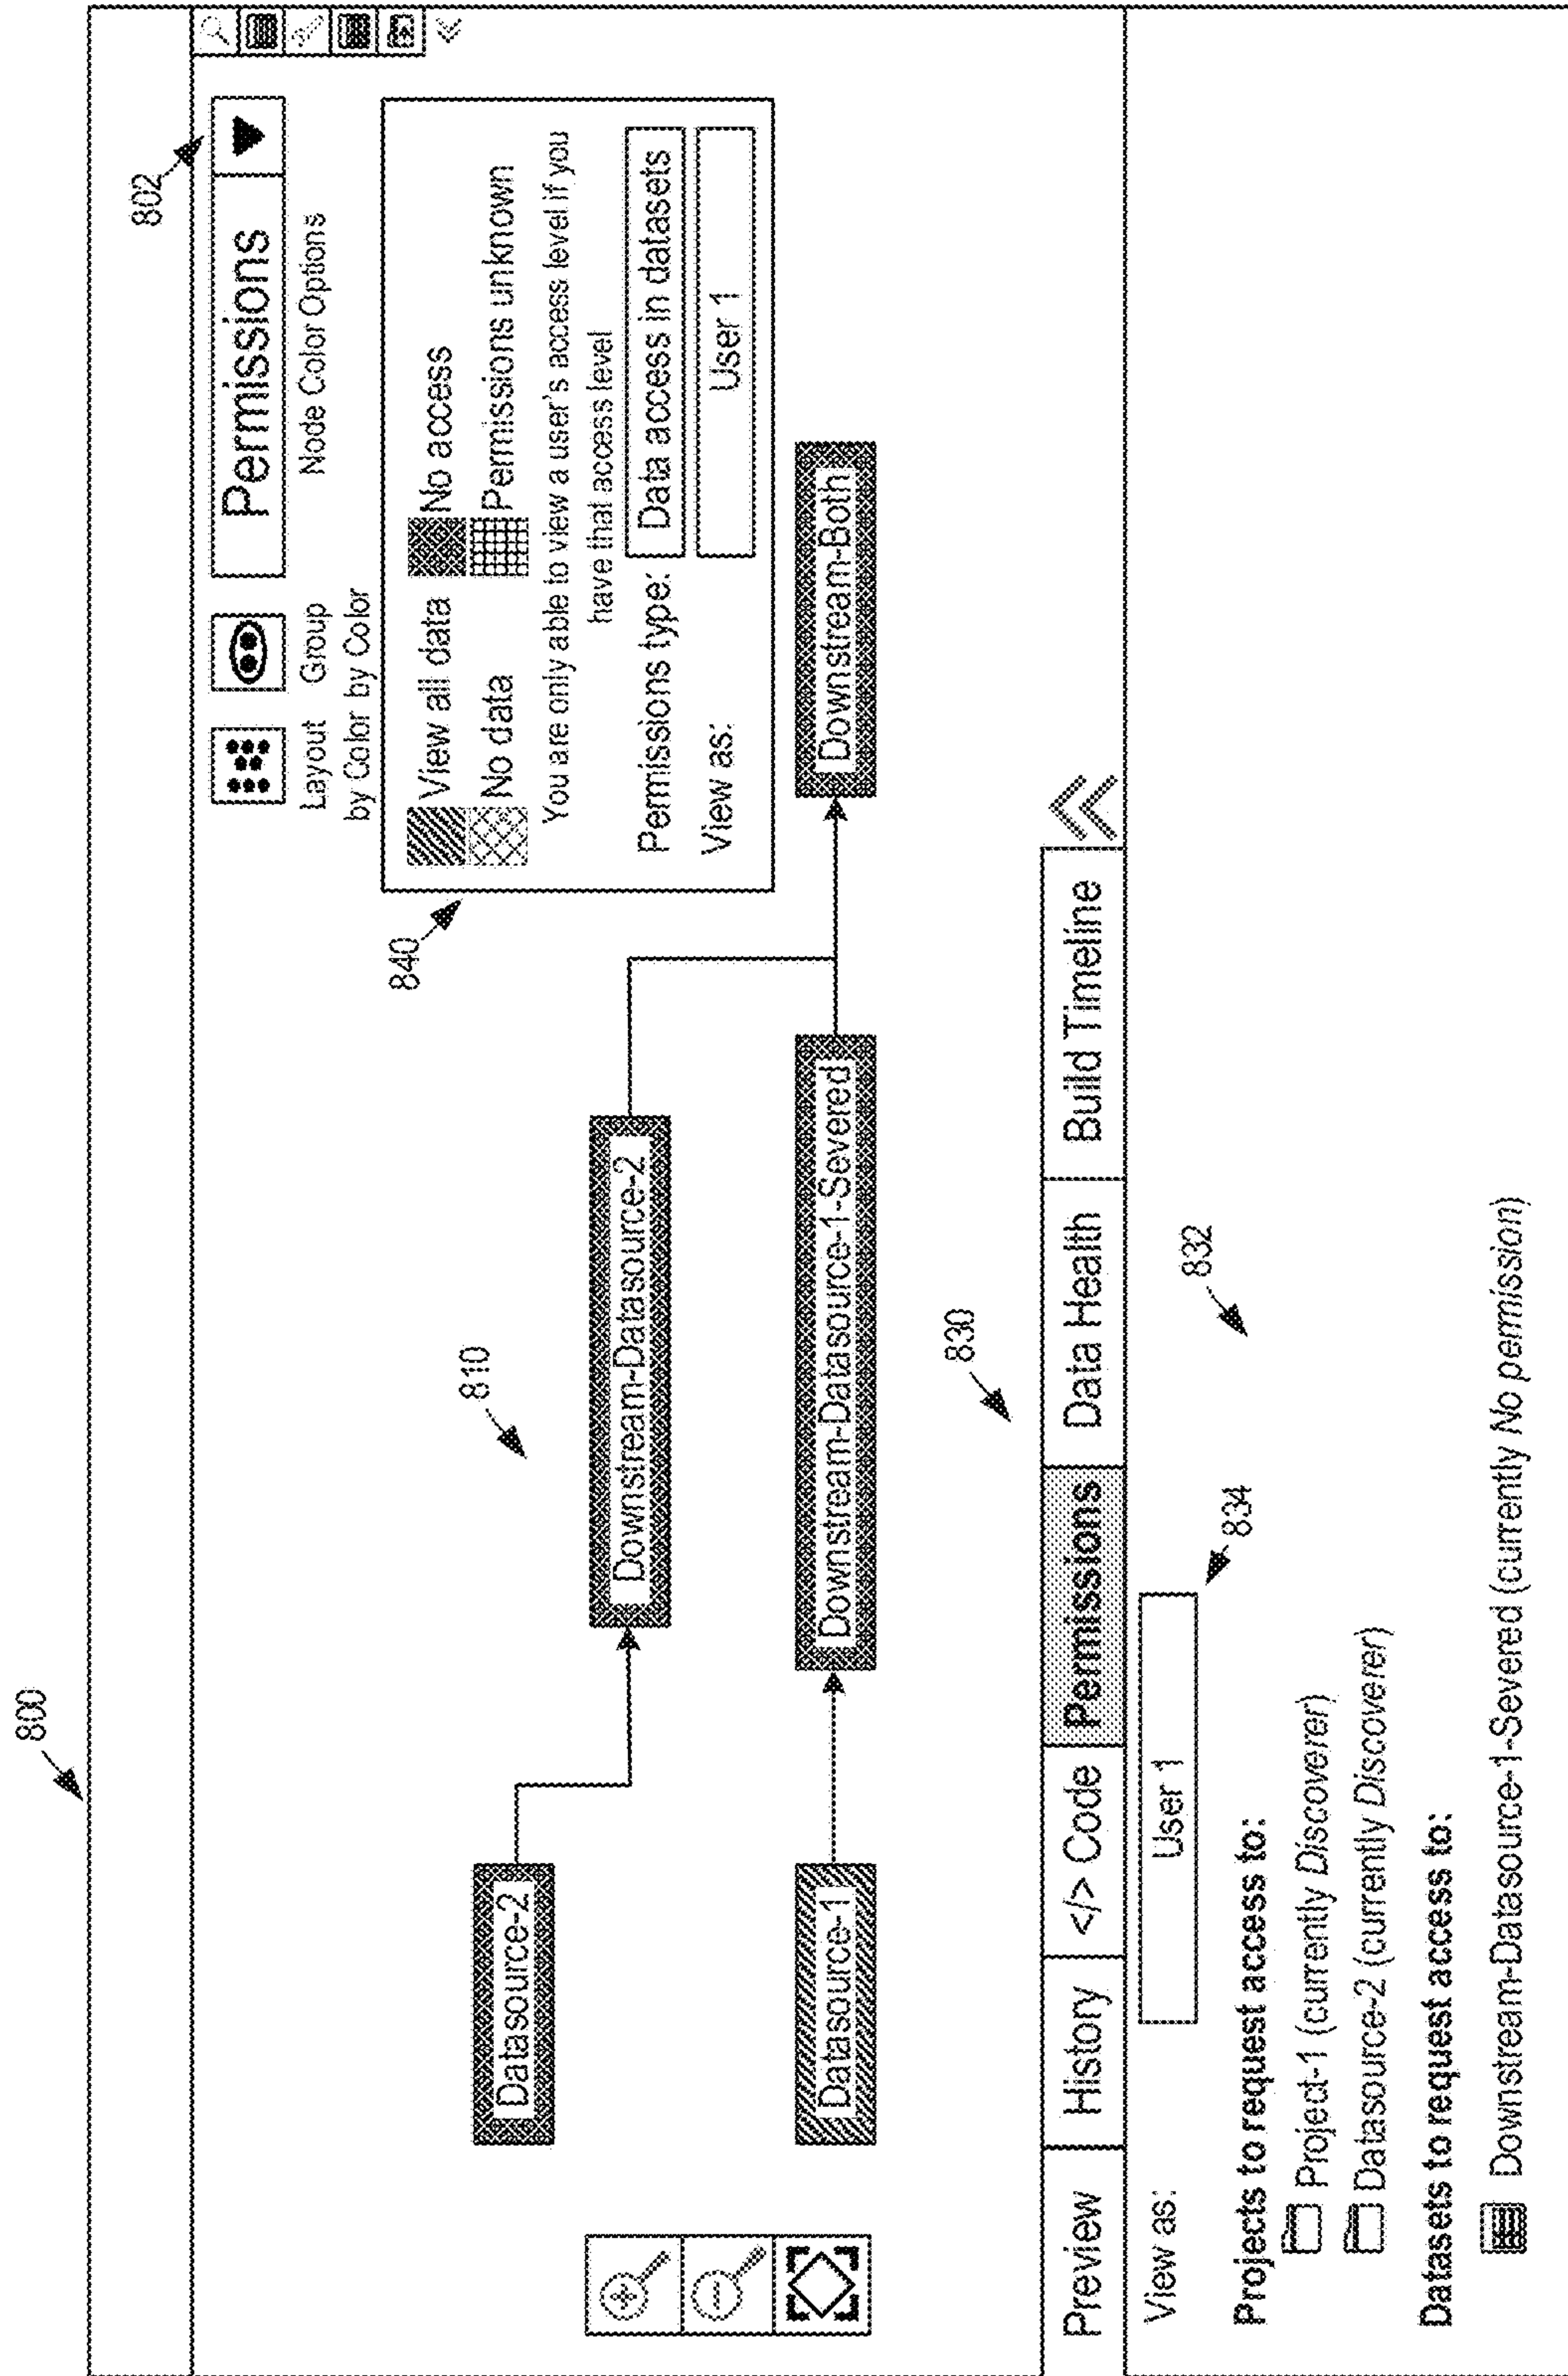 800
802
Permissions
Layout by Color
Group by Color
Node Color Options
840
View all data
No access
No data
Permissions unknown
You are only able to view a user's access level if you
have that access level
Permissions type:
Data access in datasets
View as:
User 1
810
Datasource-2
Downstream-Datasource-2
Datasource-1
Downstream-Datasource-1-Severed
Downstream-Both
830
Preview
History
</> Code
Permissions
Data Health
Build Timeline
View as:
User 1
834
832
Projects to request access to:
Project-1 (currently Discoverer)
Datasource-2 (currently Discoverer)
Datasets to request access to:
Downstream-Datasource-1-Severed (currently No permission)